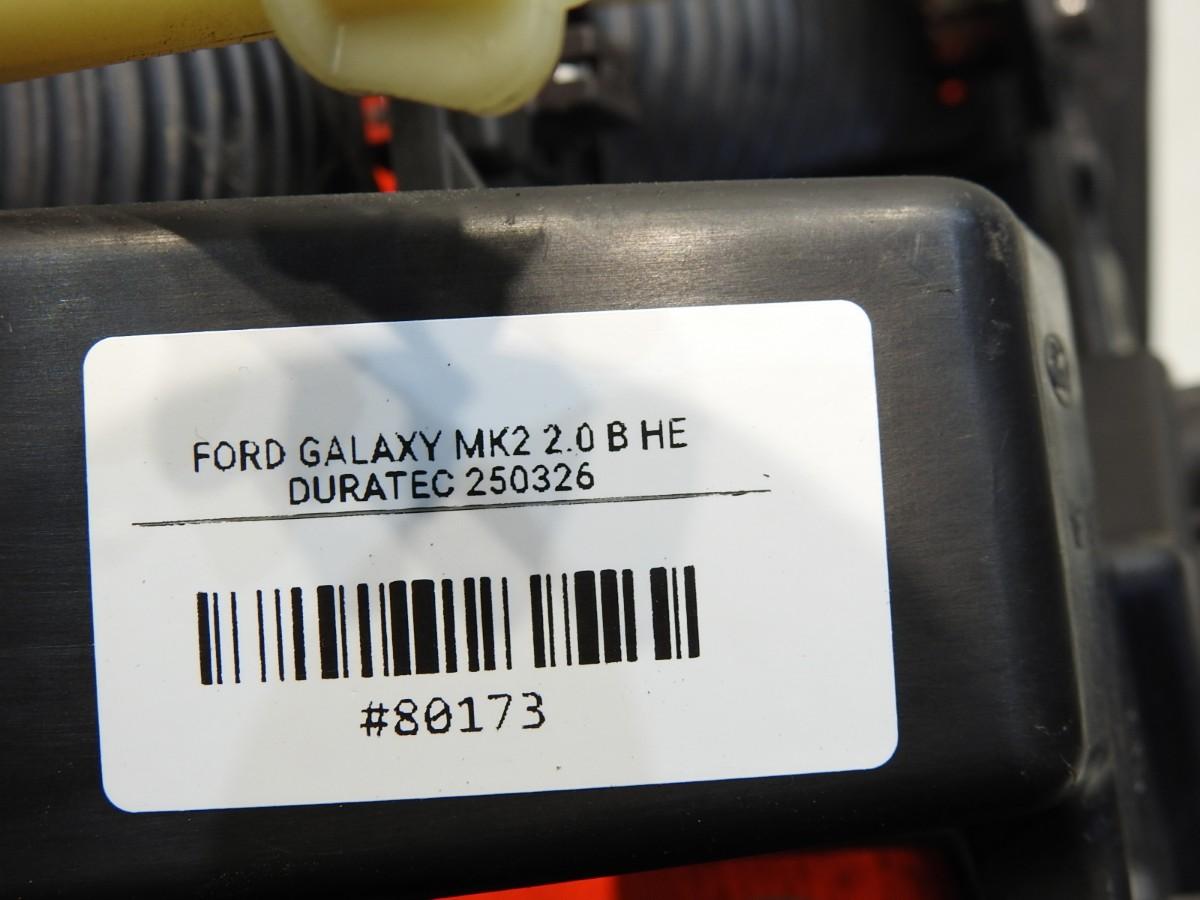 FORD GALAXY MK2 2.0 B HE
DURATEC 250326
#80173